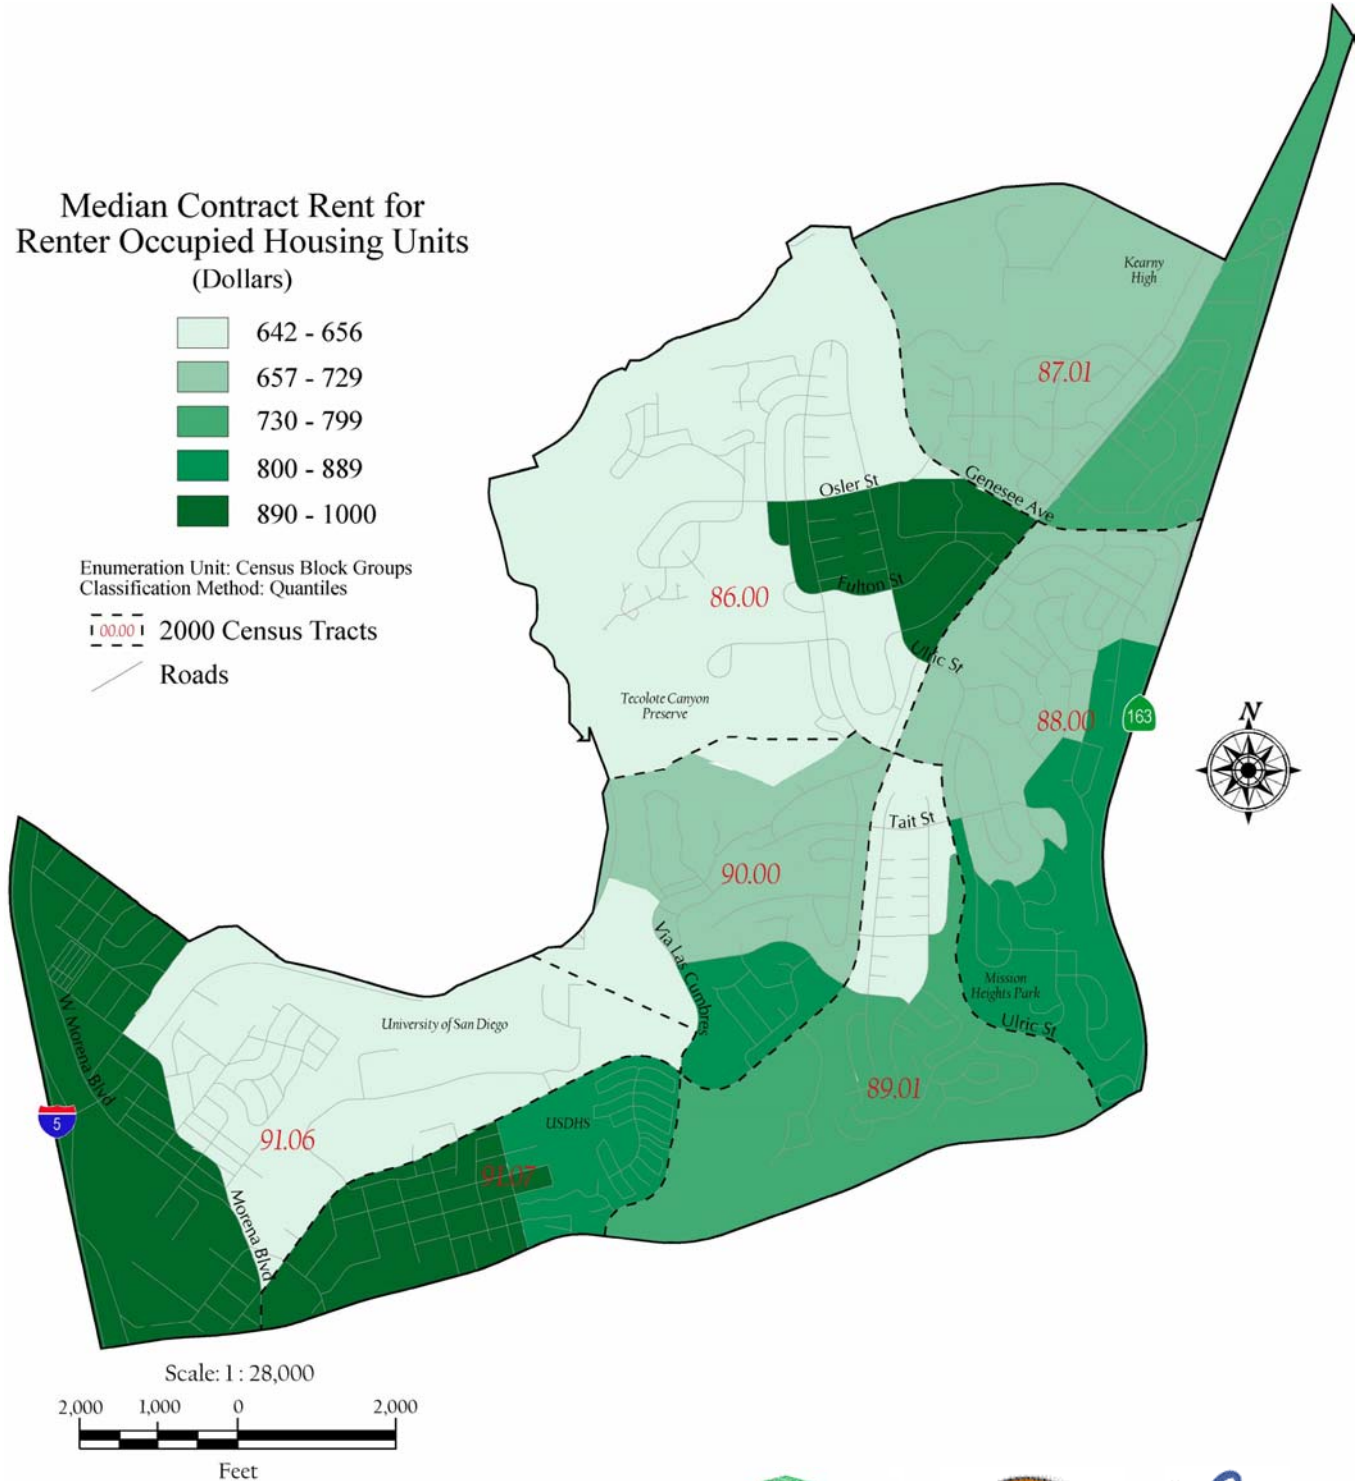 Median Contract Rent for
Renter Occupied Housing Units
(Dollars)
642 - 656
657 - 729
730 - 799
800 - 889
890 - 1000
Enumeration Unit: Census Block Groups
Classification Method: Quantiles
00.00 2000 Census Tracts
Roads
Kearny
High
87.01
Genesee Ave
Osler St
Fulton St
86.00
Ulric St
Tecolote Canyon
Preserve
88.00
163
N
Tait St
90.00
Via Las Cumbres
Mission
Heights Park
Ulric St
University of San Diego
W Morena Blvd
89.01
5
USDHS
91.06
91.07
Morena Blvd
Scale: 1 : 28,000
2,000 1,000 0 2,000
Feet